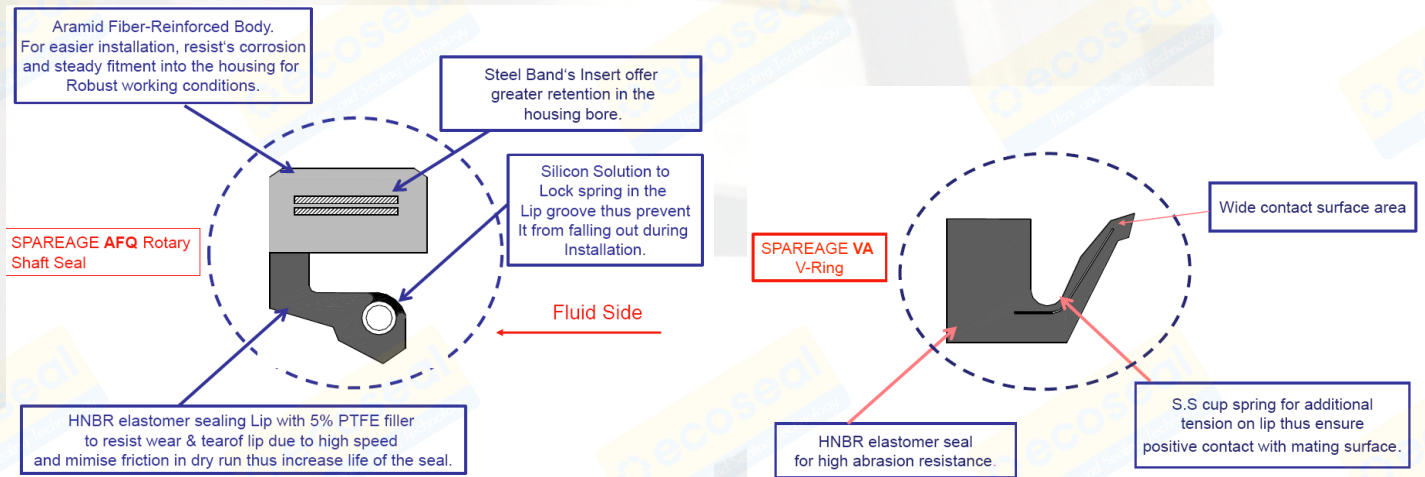 Aramid Fiber-Reinforced Body.
For easier installation, resist's corrosion
and steady fitment into the housing for
Robust working conditions.
Steel Band's Insert offer
greater retention in the
housing bore.
Silicon Solution to
Lock spring in the
Lip groove thus prevent
It from falling out during
Installation.
SPAREAGE AFQ Rotary
Shaft Seal
Fluid Side
HNBR elastomer sealing Lip with 5% PTFE filler
to resist wear & tearof lip due to high speed
and mimise friction in dry run thus increase life of the seal.
Wide contact surface area
SPAREAGE VA
V-Ring
HNBR elastomer seal
for high abrasion resistance.
S.S cup spring for additional
tension on lip thus ensure
positive contact with mating surface.
ecoseal
ecoseal
ecoseal
ecoseal